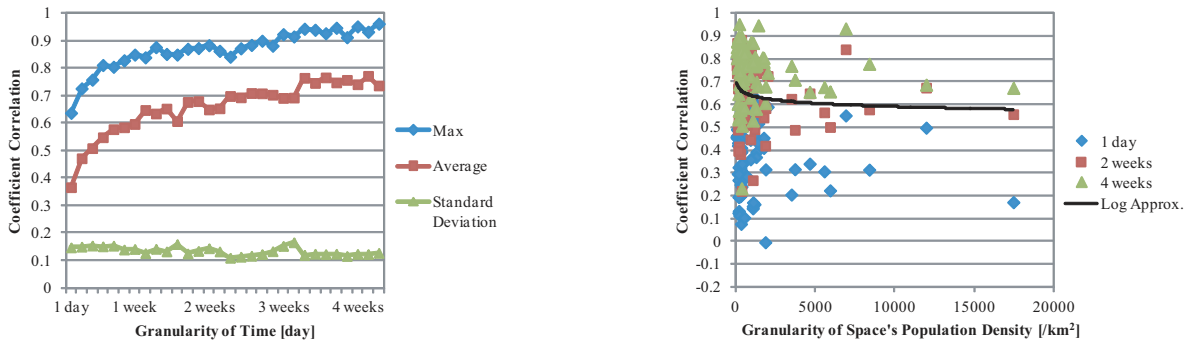 1
0.9
0.8
0.7
0.6
0.5
0.4
0.3
0.2
0.1
0
Coefficient Correlation
1 day 1 week 2 weeks 3 weeks 4 weeks
Granularity of Time [day]
Max
Average
Standard
Deviation
1
0.9
0.8
0.7
0.6
0.5
0.4
0.3
0.2
0.1
0
-0.1
-0.2
Coefficient Correlation
0 5000 10000 15000 20000
Granularity of Space's Population Density [/km²]
1 day
2 weeks
4 weeks
Log Approx.